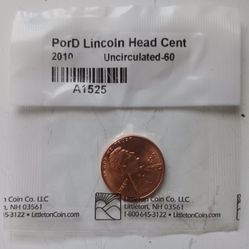 PorD Lincoln Head Cent
2010 Uncirculated-60
A1525
n Coin Co. LLC
n, NH 03561
5-3122 • LittletonCoin.com
Littleton Coin Co. LLC
Littleton, NH 03561
1-800-645-3122 • LittletonCoin.com